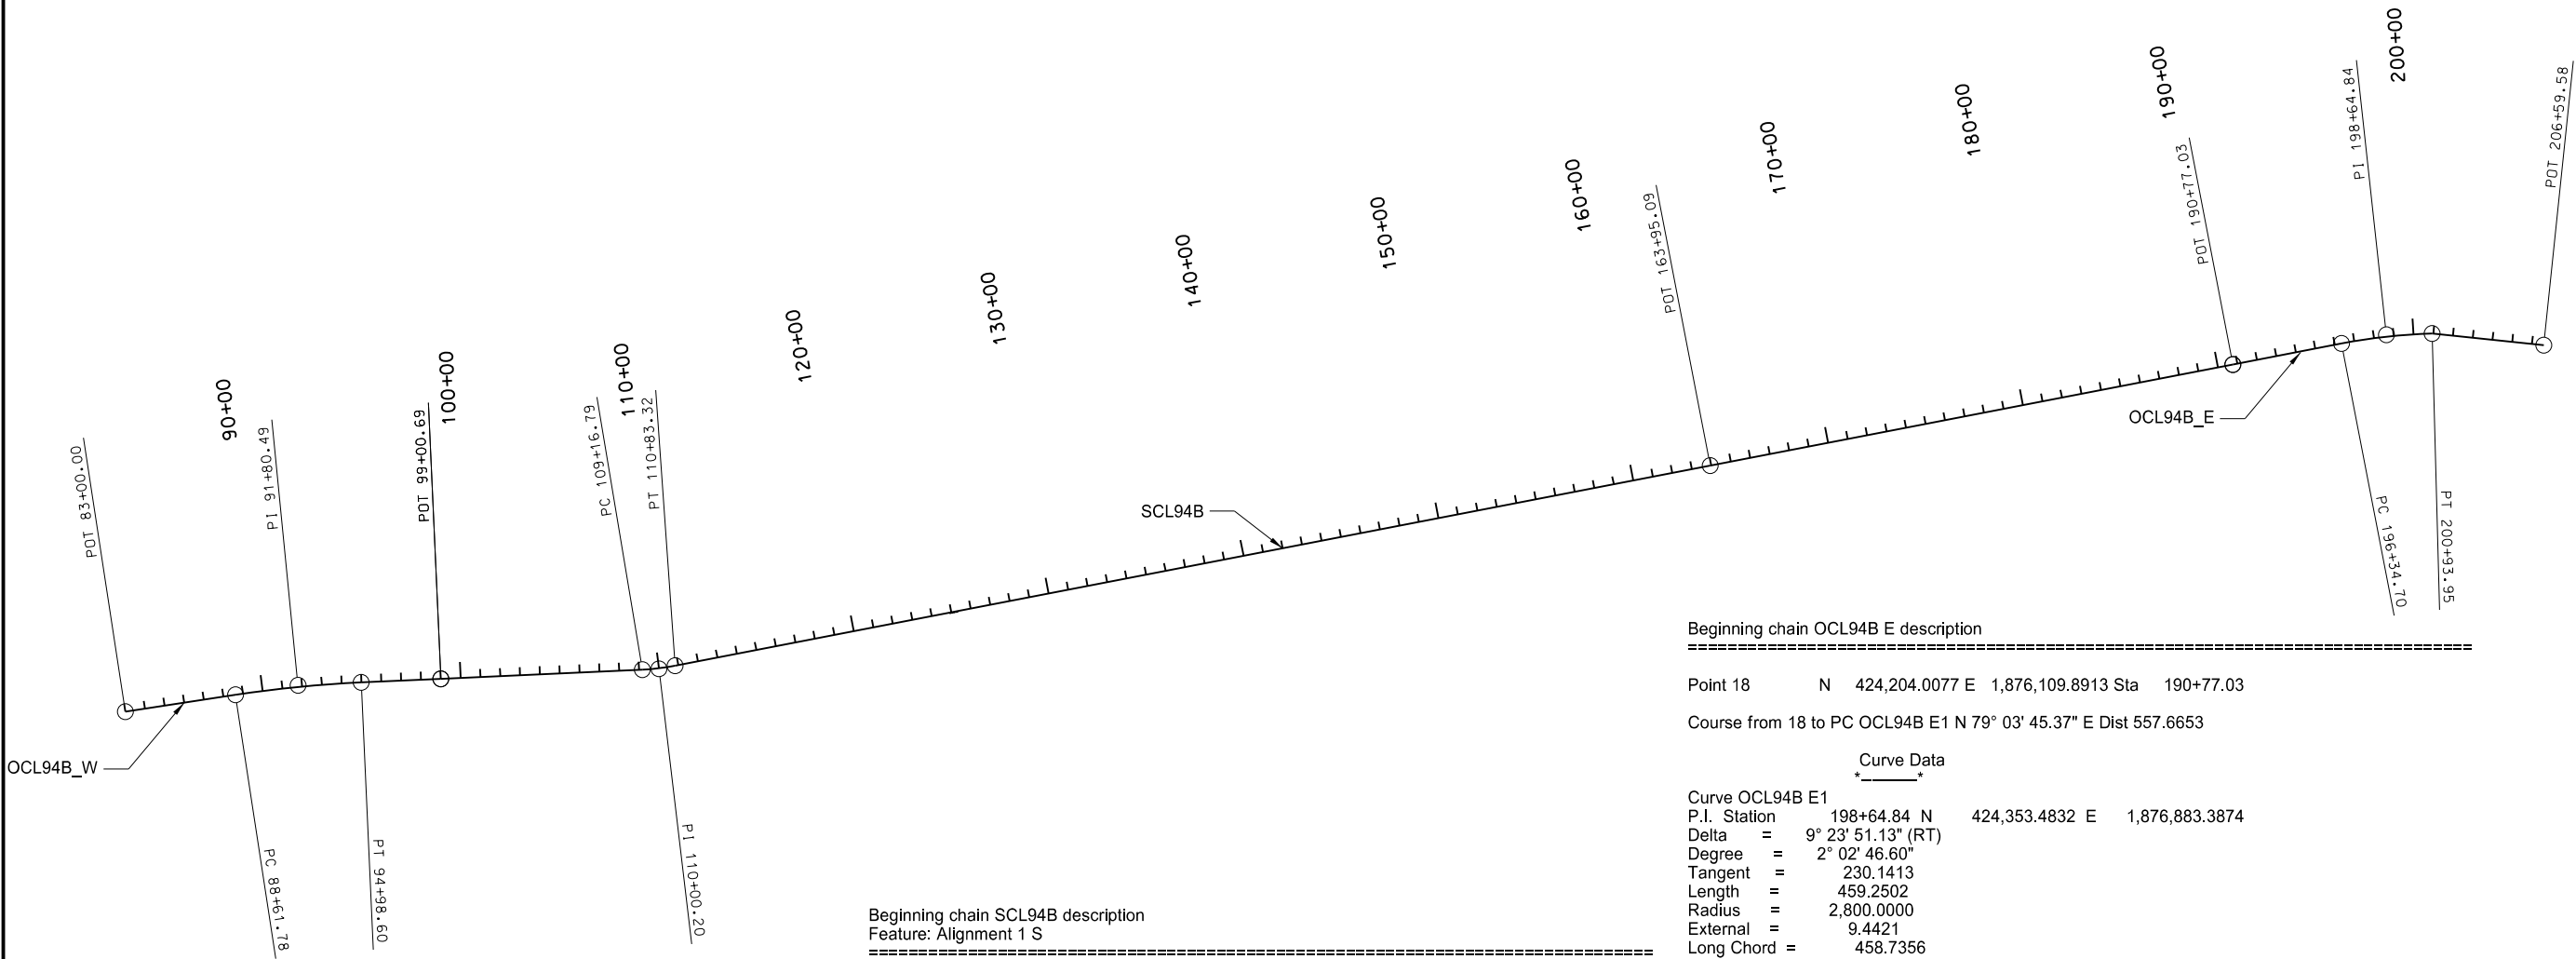 POT 83+00.00
90+00
PI 91+80.49
POT 99+00.69
100+00
PC 109+16.79
110+00
PT 110+83.32
120+00
130+00
140+00
150+00
160+00
POT 163+95.09
170+00
180+00
190+00
POT 190+77.03
PI 198+64.84
200+00
POT 206+59.58
OCL94B_W
PC 88+61.78
PT 94+98.60
PI 110+00.20
SCL94B
OCL94B_E
PC 196+34.70
PT 200+93.95
Beginning chain SCL94B description
Feature: Alignment 1 S
==============================================================================
Beginning chain OCL94B E description
==============================================================================
Point 18 N 424,204.0077 E 1,876,109.8913 Sta 190+77.03
Course from 18 to PC OCL94B E1 N 79° 03' 45.37" E Dist 557.6653
Curve Data
*--------*
Curve OCL94B E1
P.I. Station 198+64.84 N 424,353.4832 E 1,876,883.3874
Delta = 9° 23' 51.13" (RT)
Degree = 2° 02' 46.60"
Tangent = 230.1413
Length = 459.2502
Radius = 2,800.0000
External = 9.4421
Long Chord = 458.7356